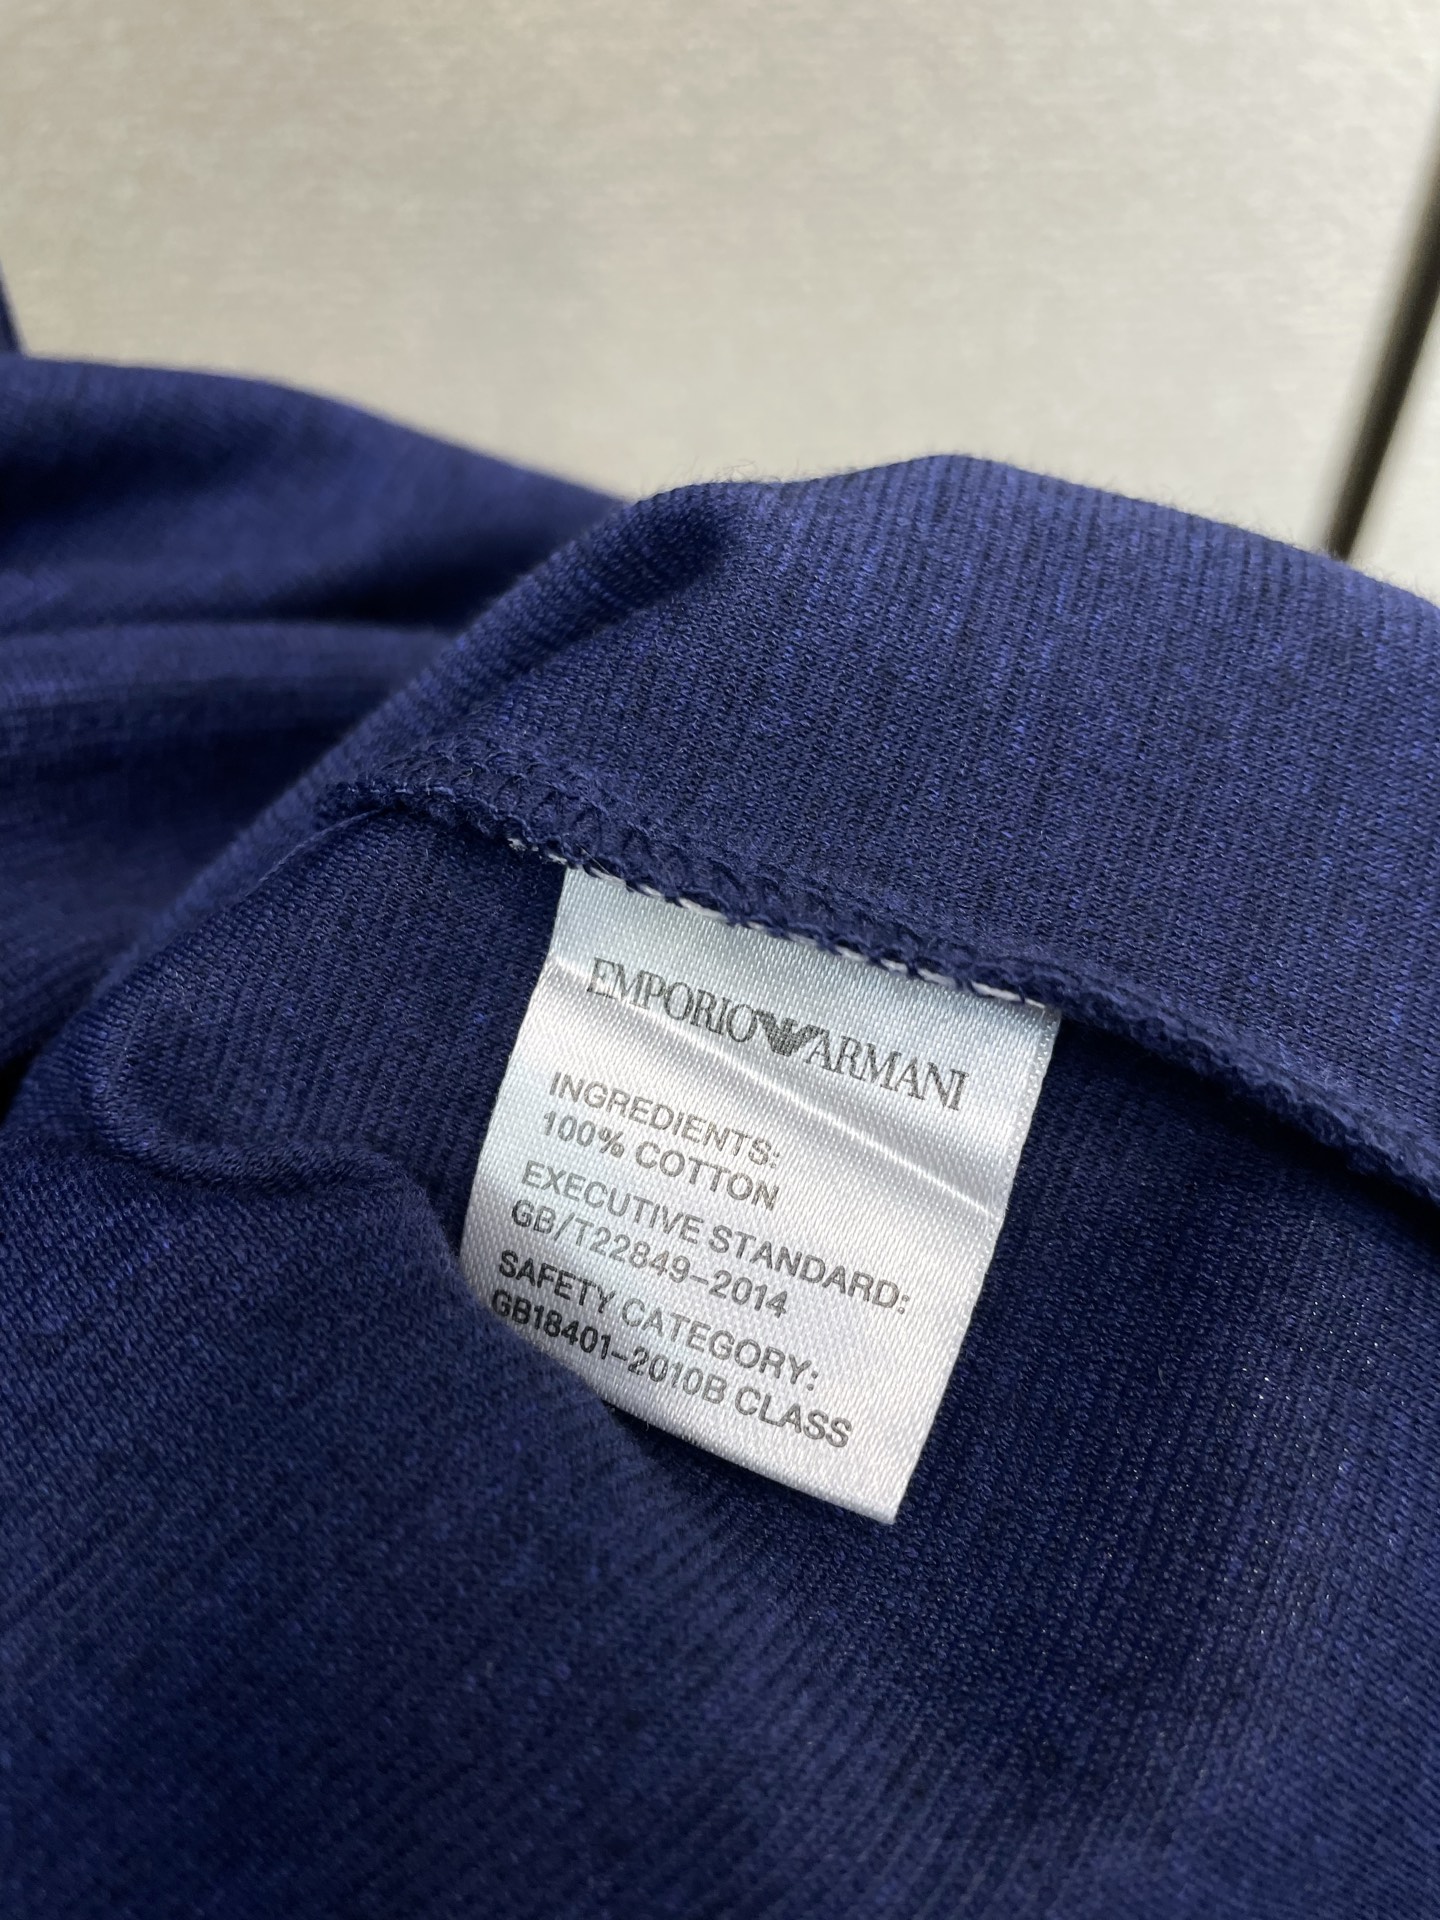 EMPORIO ARMANI
INGREDIENTS:
100% COTTON
EXECUTIVE STANDARD:
GB/T22849-2014
SAFETY CATEGORY:
GB18401-2010B CLASS